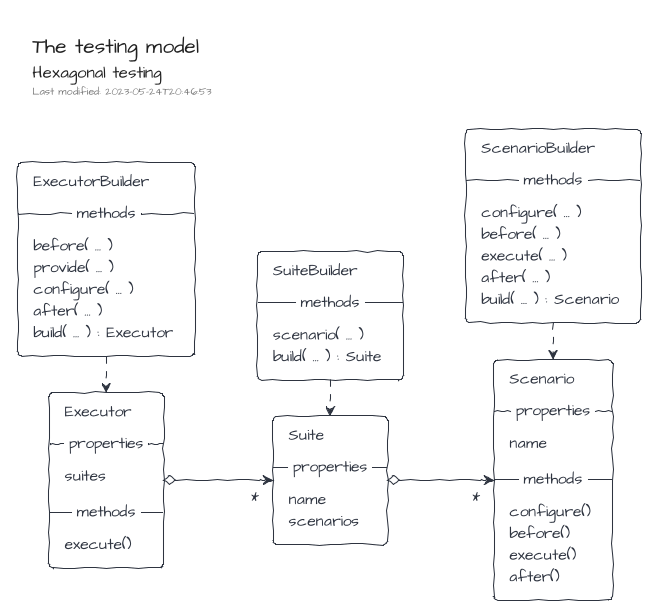 The testing model
Hexagonal testing
Last modified: 2023-05-24T20:46:53
ExecutorBuilder
methods
before( ... )
provide( ... )
configure( ... )
after( ... )
build( ... ) : Executor
SuiteBuilder
methods
scenario( ... )
build( ... ) : Suite
ScenarioBuilder
methods
configure( ... )
before( ... )
execute( ... )
after( ... )
build( ... ) : Scenario
Executor
properties
suites
methods
execute()
*
Suite
properties
name
scenarios
*
Scenario
properties
name
methods
configure()
before()
execute()
after()